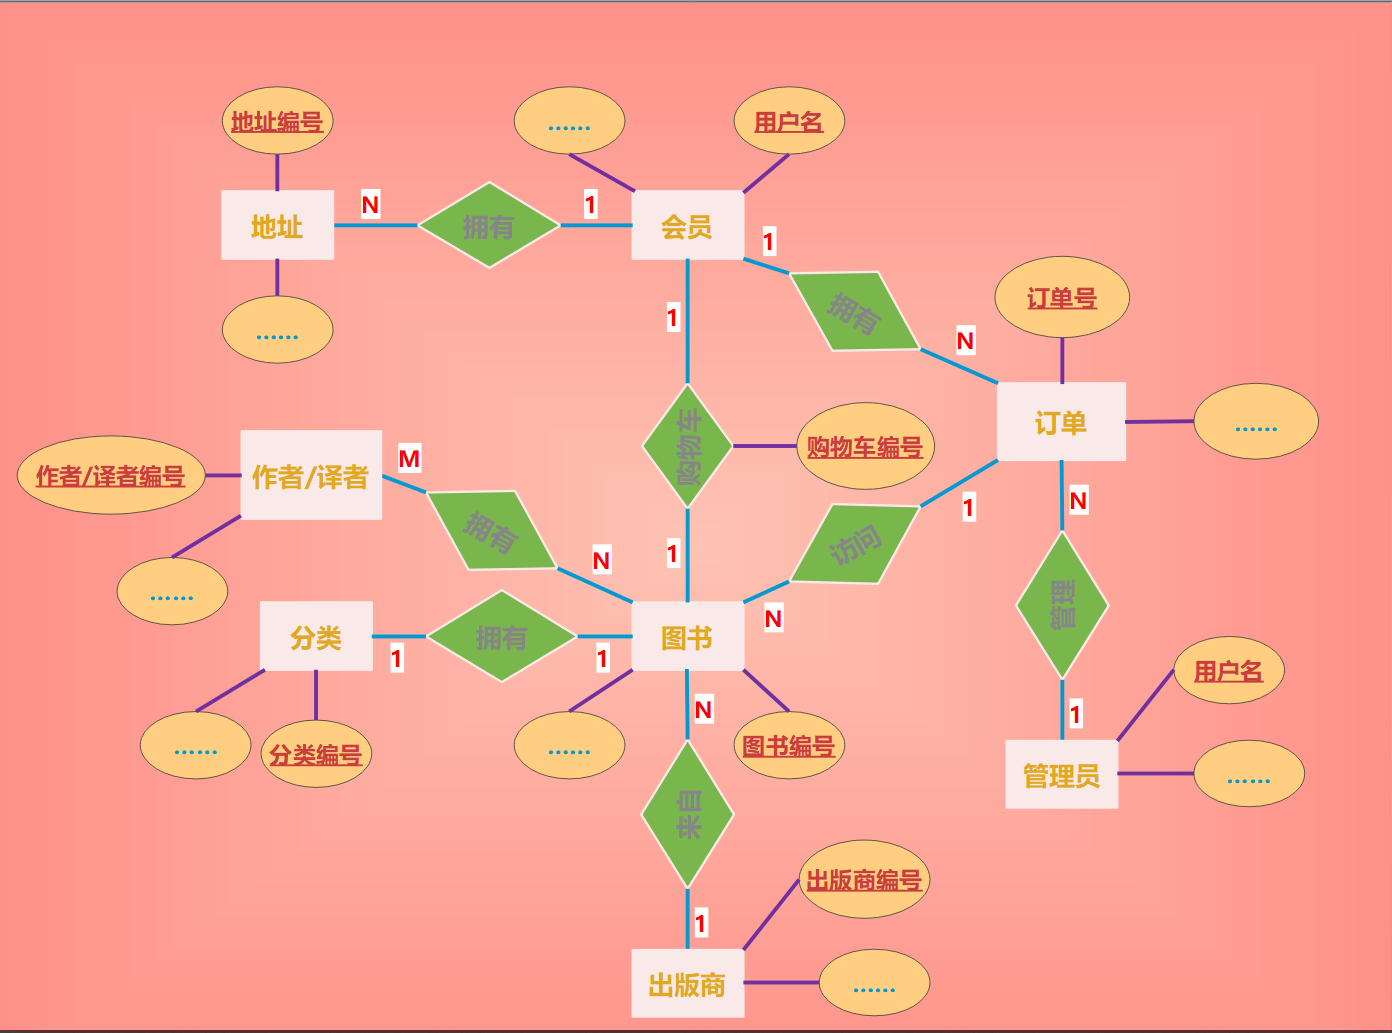 地址编号
……
用户名
地址
N
拥有
1
会员
1
……
拥有
订单号
1
N
订单
……
购物车
购物车编号
作者/译者编号
作者/译者
M
拥有
N
1
N
访问
1
N
……
分类
1
拥有
1
图书
管理
用户名
……
分类编号
……
N
图书编号
1
管理员
……
来自
出版商编号
1
出版商
……